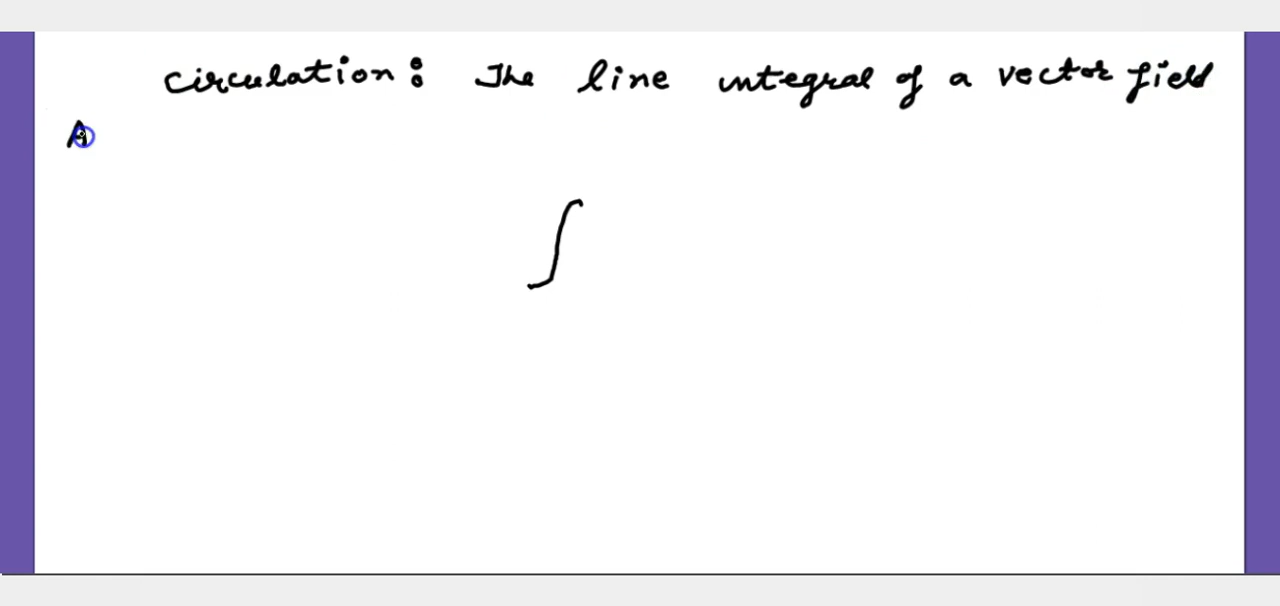 circulation: The line integral of a vector field
A
∫